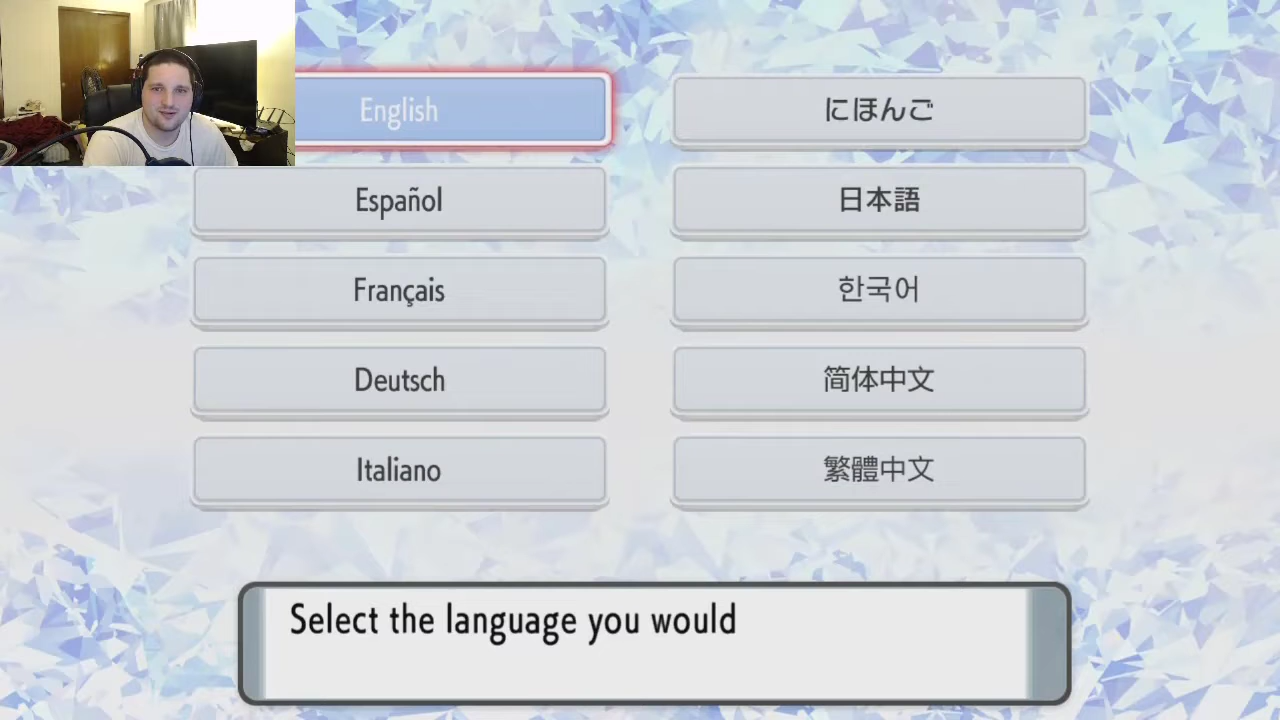 English
にほんご
Español
日本語
Français
한국어
Deutsch
简体中文
Italiano
繁體中文
Select the language you would